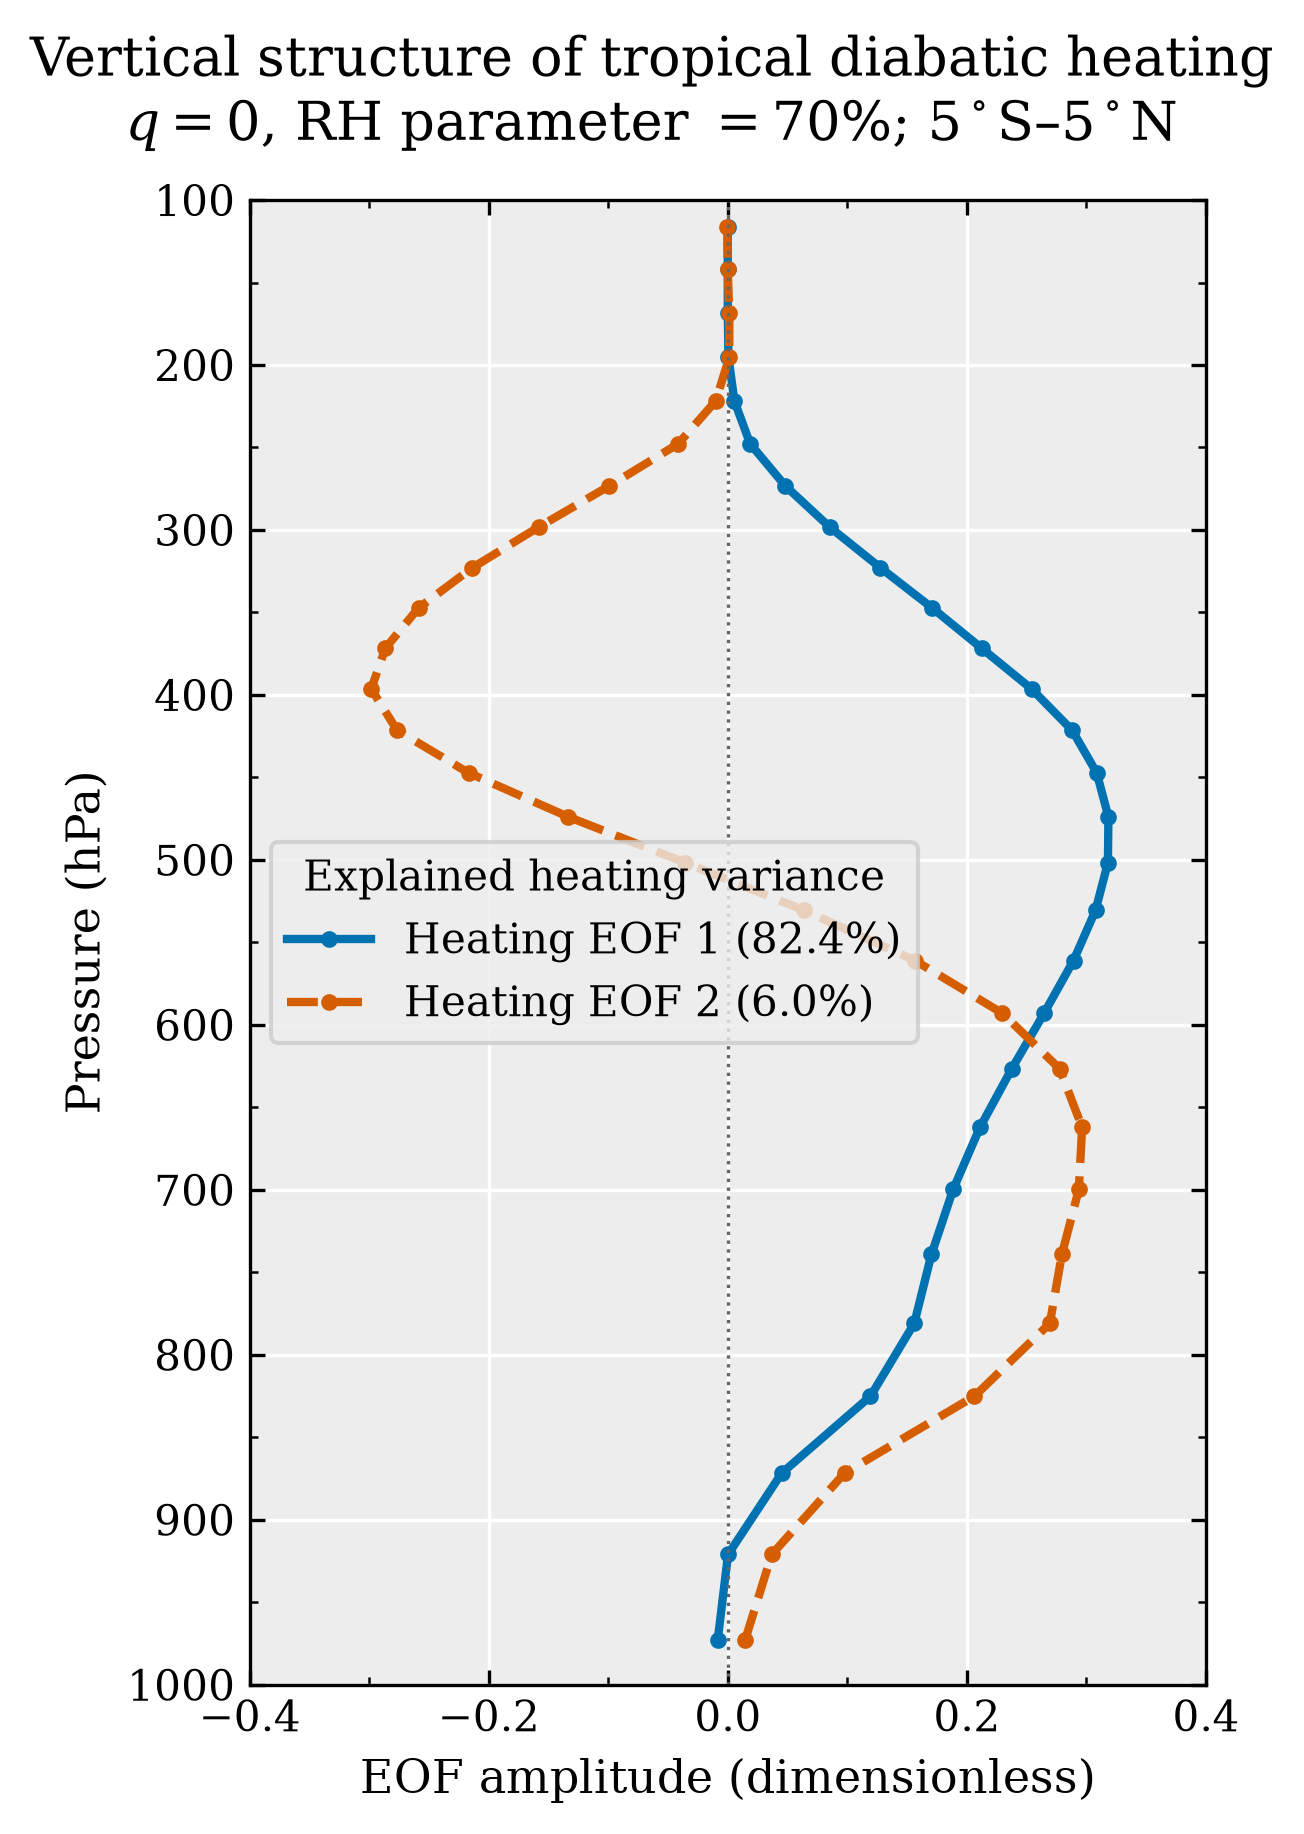 Vertical structure of tropical diabatic heating
q = 0, RH parameter = 70%; 5°S–5°N
100
200
300
400
500
600
700
800
900
1000
Pressure (hPa)
Explained heating variance
Heating EOF 1 (82.4%)
Heating EOF 2 (6.0%)
−0.4
−0.2
0.0
0.2
0.4
EOF amplitude (dimensionless)